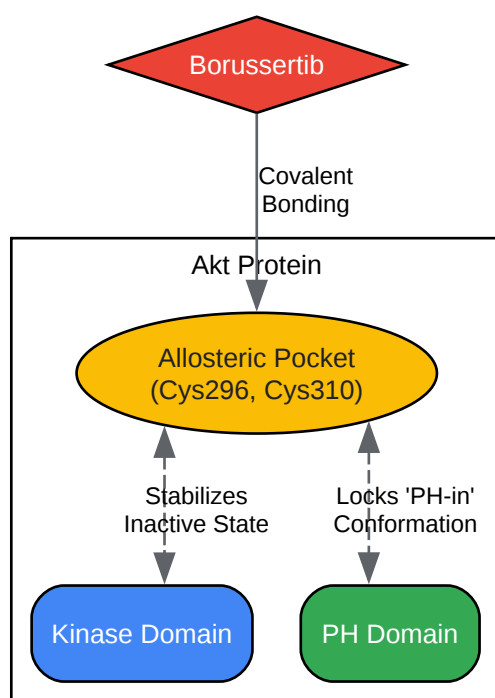 Borussertib
Covalent
Bonding
Akt Protein
Allosteric Pocket
(Cys296, Cys310)
Stabilizes
Inactive State
Locks 'PH-in'
Conformation
Kinase Domain
PH Domain